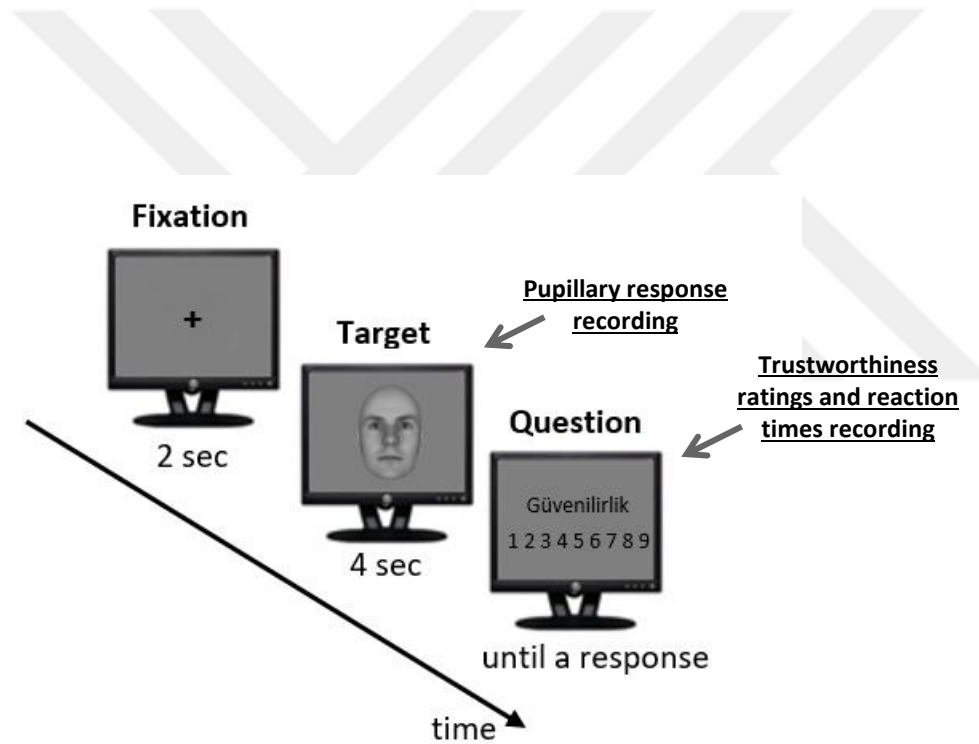 Fixation
+
2 sec
Pupillary response
recording
Target
4 sec
Trustworthiness
ratings and reaction
times recording
Question
Güvenilirlik
1 2 3 4 5 6 7 8 9
until a response
time